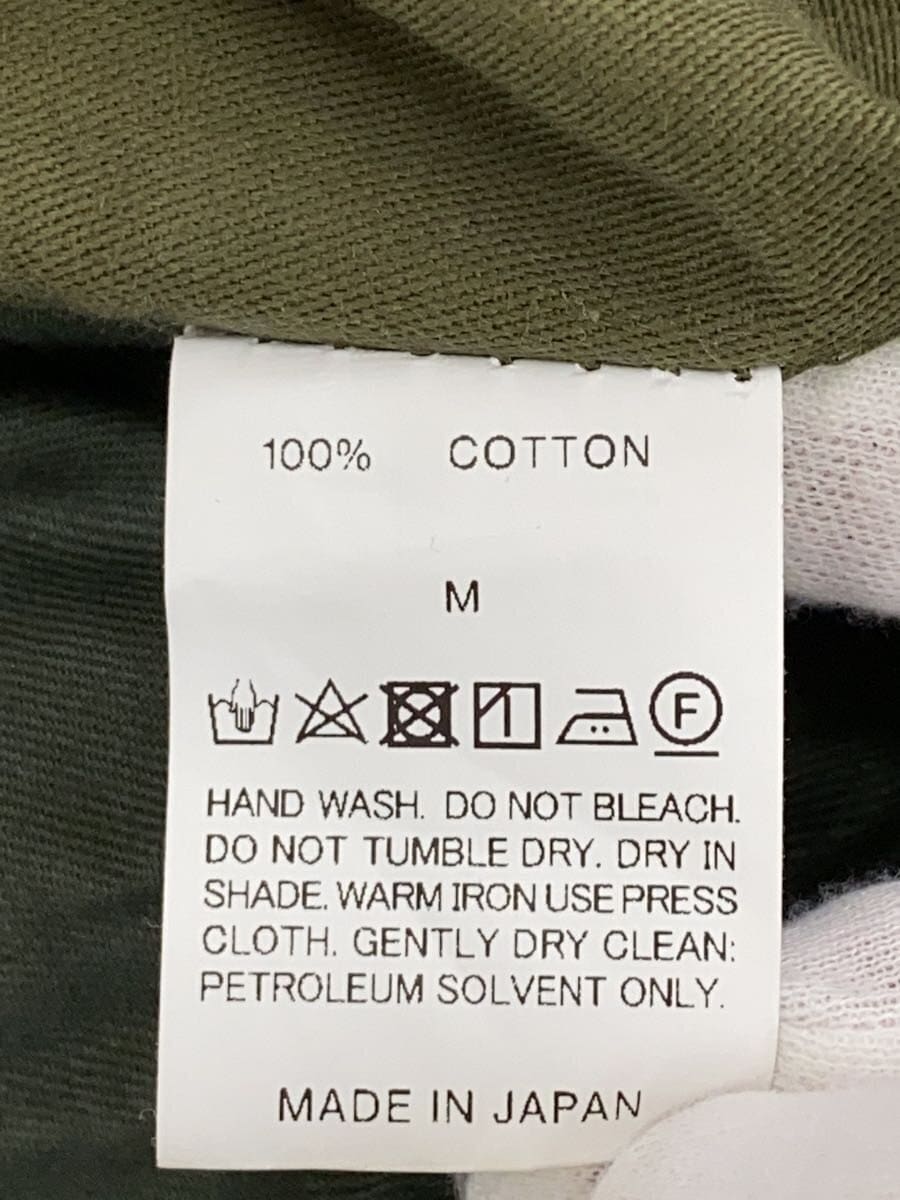 100% COTTON
M
F
HAND WASH. DO NOT BLEACH.
DO NOT TUMBLE DRY. DRY IN
SHADE. WARM IRON USE PRESS
CLOTH. GENTLY DRY CLEAN:
PETROLEUM SOLVENT ONLY.
MADE IN JAPAN